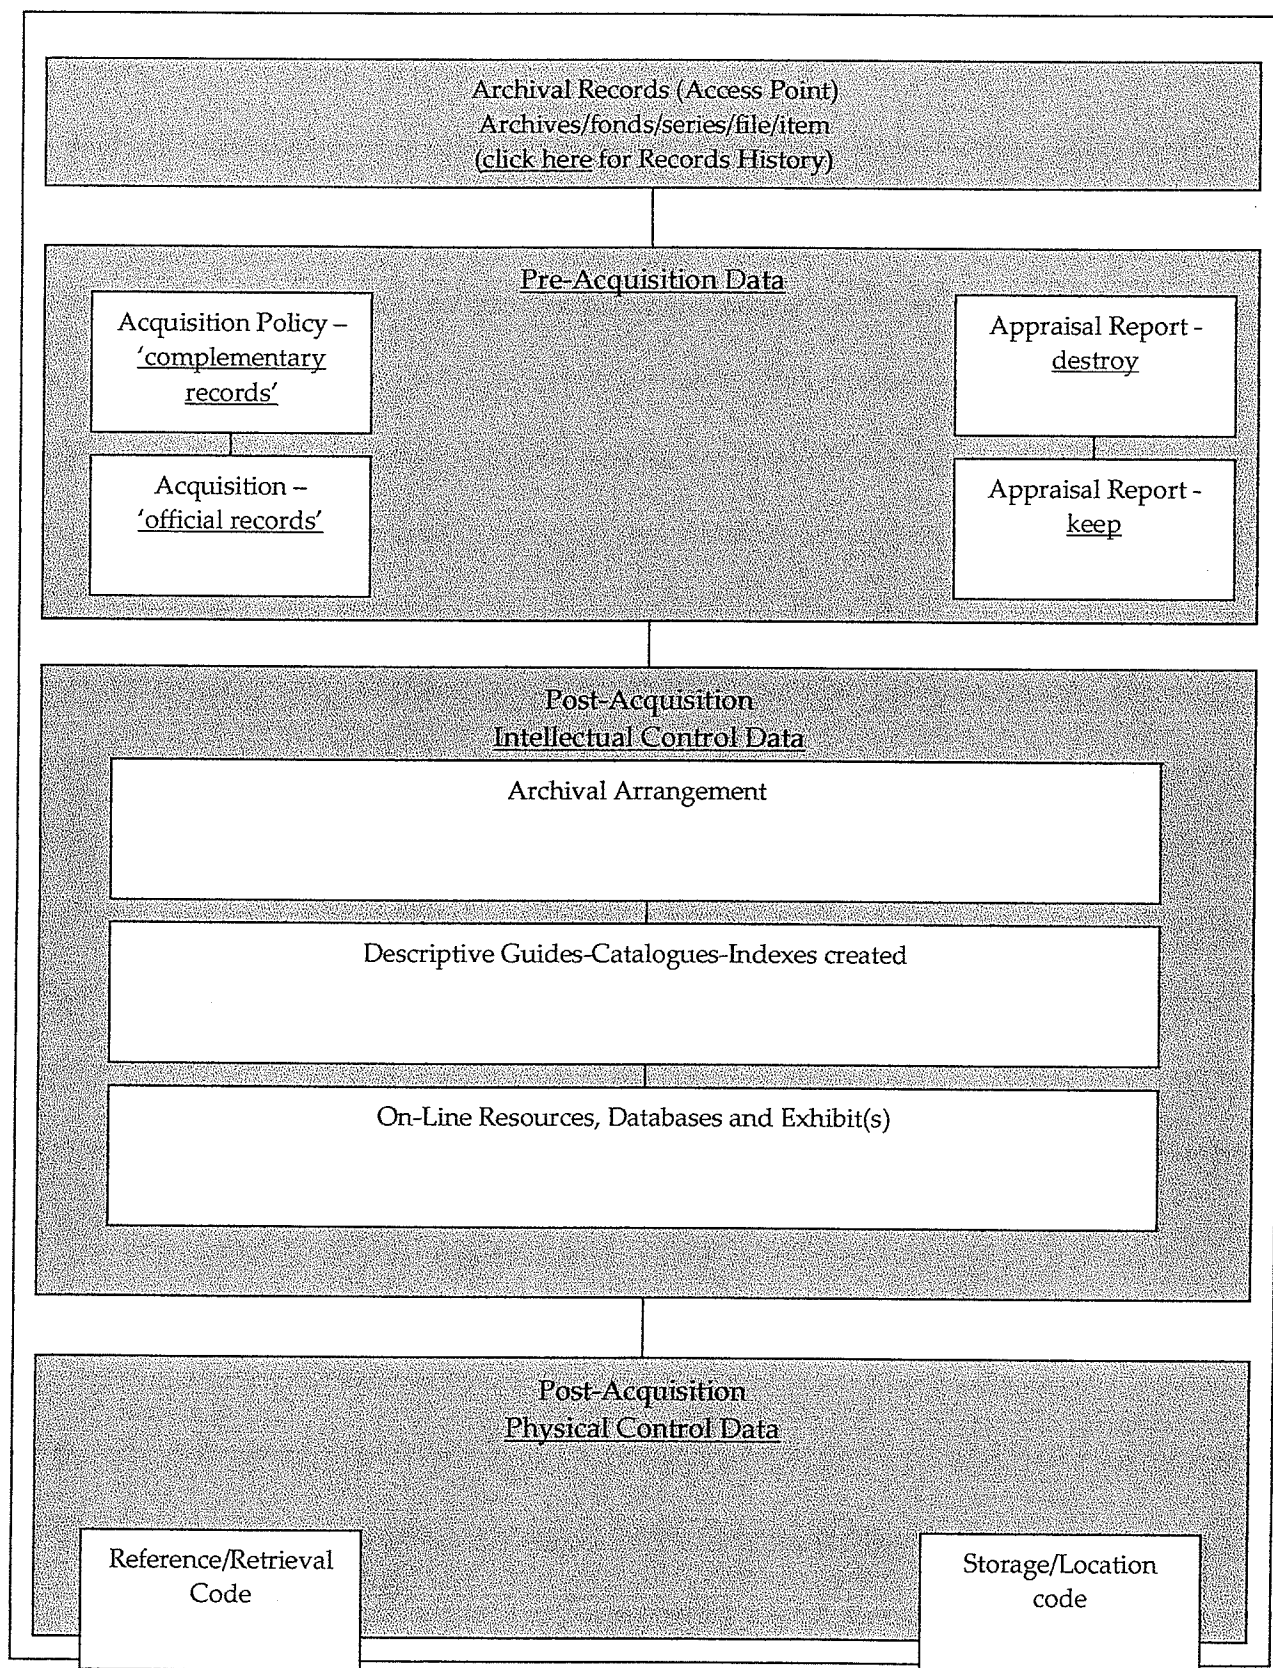 Archival Records (Access Point)
Archives/fonds/series/file/item
(click here for Records History)
Pre-Acquisition Data
Acquisition Policy –
'complementary
records'
Acquisition –
'official records'
Appraisal Report -
destroy
Appraisal Report -
keep
Post-Acquisition
Intellectual Control Data
Archival Arrangement
Descriptive Guides-Catalogues-Indexes created
On-Line Resources, Databases and Exhibit(s)
Post-Acquisition
Physical Control Data
Reference/Retrieval
Code
Storage/Location
code